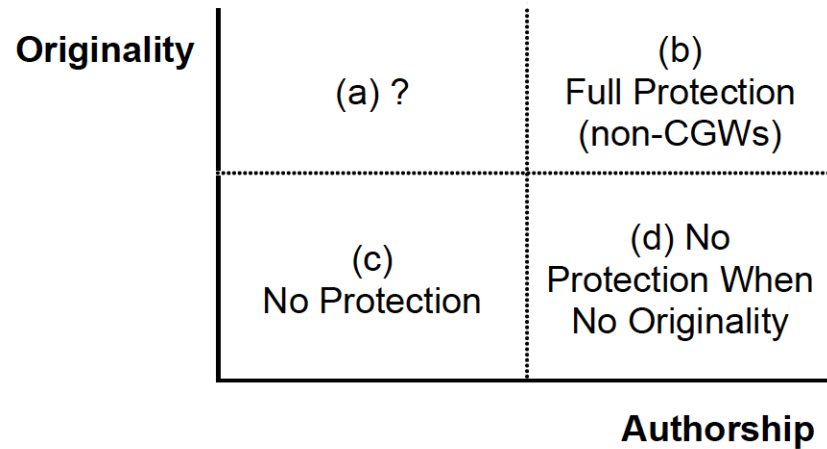 Originality
(a) ?
(b)
Full Protection
(non-CGWs)
(c)
No Protection
(d) No
Protection When
No Originality
Authorship